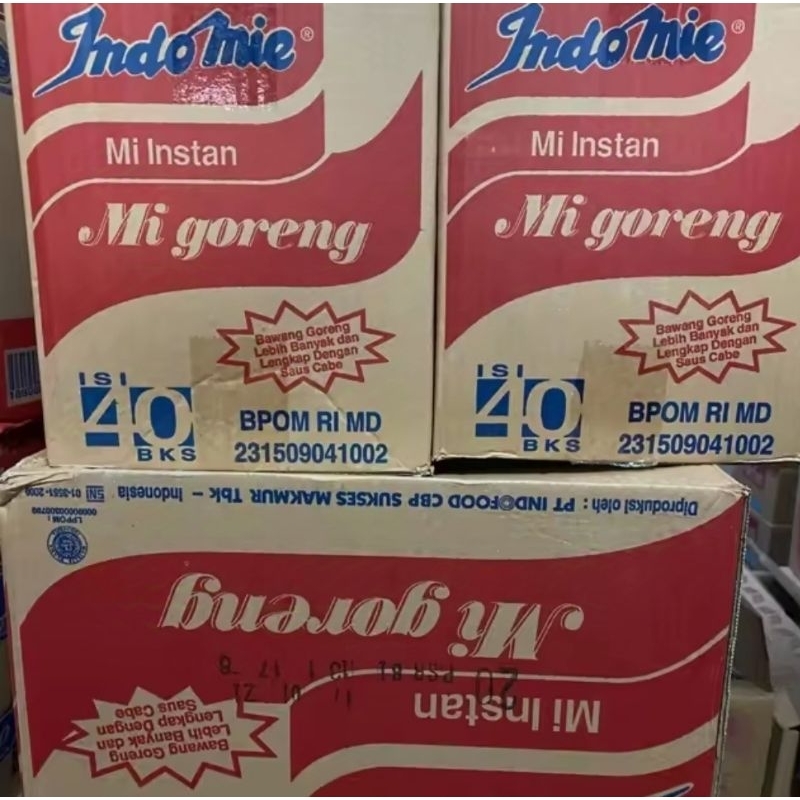 Indomie®
Mi Instan
Mi goreng
Bawang Goreng
Lebih Banyak dan
Lengkap Dengan
Saus Cabe
ISI
40
BKS
BPOM RI MD
231509041002
Indomie®
Mi Instan
Mi goreng
Bawang Goreng
Lebih Banyak dan
Lengkap Dengan
Saus Cabe
ISI
40
BKS
BPOM RI MD
231509041002
Diproduksi oleh : PT INDOFOOD CBP SUKSES MAKMUR Tbk – Indonesia
SNI
LPPOM
Mi goreng
Mi Instan
Bawang Goreng
Lebih Banyak dan
Lengkap Dengan
Saus Cabe